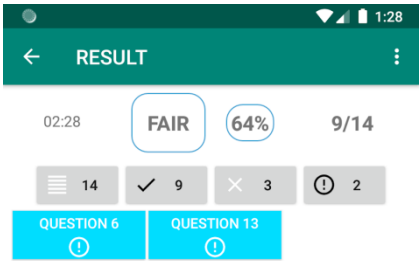 1:28
RESULT
02:28 FAIR 64% 9/14
14 9 3 2
QUESTION 6 QUESTION 13